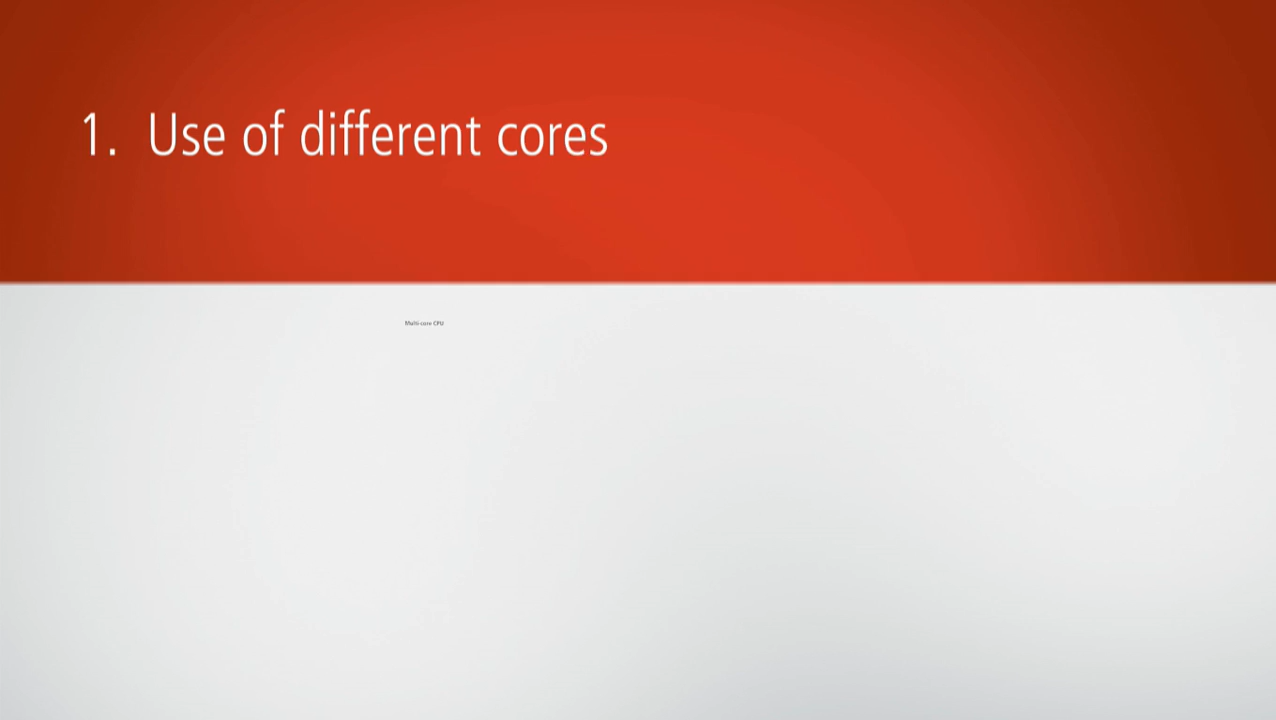 1. Use of different cores
Multi-core CPU